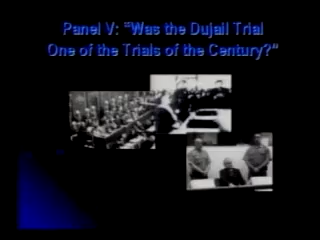 Panel V: "Was the Dujail Trial
One of the Trials of the Century?"